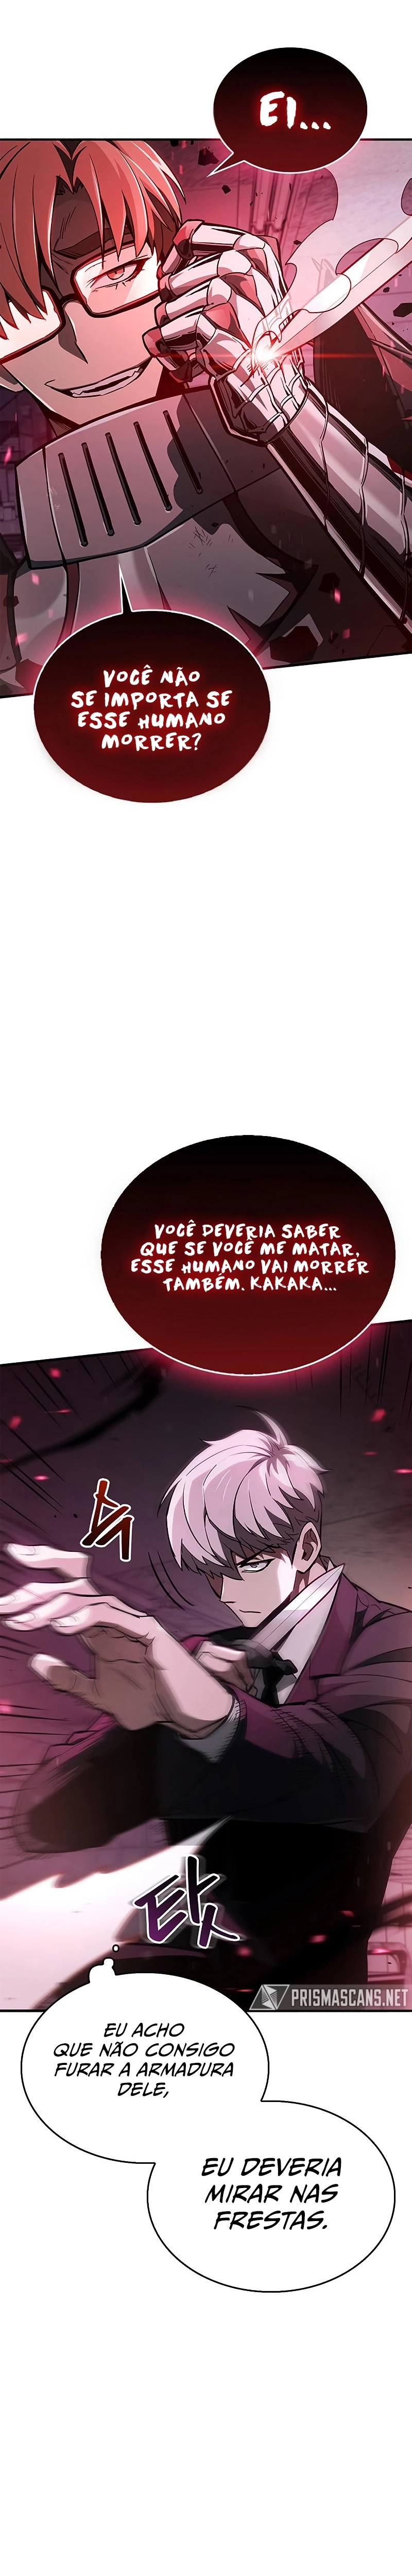 EI...
VOCÊ NÃO
SE IMPORTA SE
ESSE HUMANO
MORRER?
VOCÊ DEVERIA SABER
QUE SE VOCÊ ME MATAR,
ESSE HUMANO VAI MORRER
TAMBÉM. KAKAKA...
타
탓
PRISMASCANS.NET
EU ACHO
QUE NÃO CONSIGO
FURAR A ARMADURA
DELE,
EU DEVERIA
MIRAR NAS
FRESTAS.